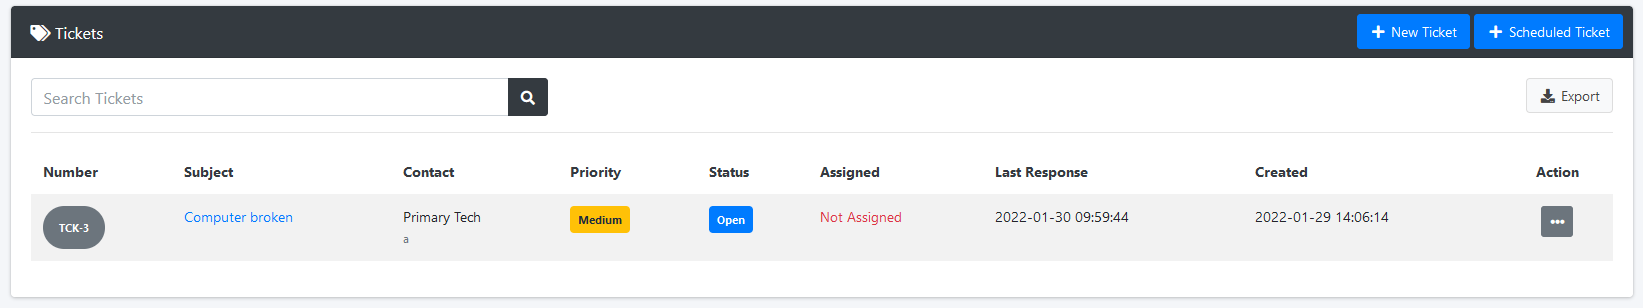 Tickets
New Ticket
Scheduled Ticket
Search Tickets
Export
Number Subject Contact Priority Status Assigned Last Response Created Action
TCK-3 Computer broken Primary Tech Medium Open Not Assigned 2022-01-30 09:59:44 2022-01-29 14:06:14
a